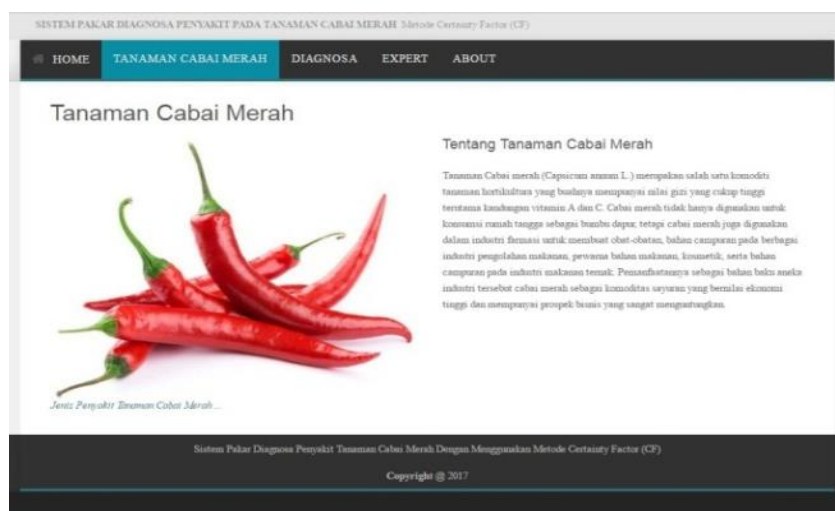 SISTEM PAKAR DIAGNOSA PENYAKIT PADA TANAMAN CABAI MERAH Metode Certainty Factor (CF)
HOME TANAMAN CABAI MERAH DIAGNOSA EXPERT ABOUT
Tanaman Cabai Merah
Tentang Tanaman Cabai Merah
Tanaman Cabai merah (Capsicum annum L.) merupakan salah satu komoditi
tanaman hortikultura yang buahnya mempunyai nilai gizi yang cukup tinggi
terutama kandungan vitamin A dan C. Cabai merah tidak hanya digunakan untuk
konsumsi rumah tangga sebagai bumbu dapur, tetapi cabai merah juga digunakan
dalam industri farmasi untuk membuat obat-obatan, bahan campuran pada berbagai
industri pengolahan makanan, pewarna bahan makanan, kosmetik, serta bahan
campuran pada industri makanan ternak. Pemanfaatannya sebagai bahan baku aneka
industri tersebut cabai merah sebagai komoditas sayuran yang bernilai ekonomi
tinggi dan mempunyai prospek bisnis yang sangat menguntungkan.
Jenis Penyakit Tanaman Cabai Merah ...
Sistem Pakar Diagnosa Penyakit Tanaman Cabai Merah Dengan Menggunakan Metode Certainty Factor (CF)
Copyright @ 2017